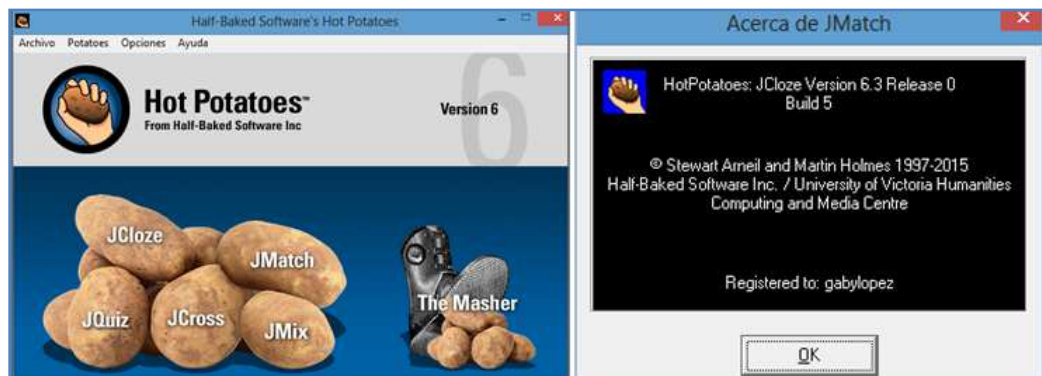 Half-Baked Software's Hot Potatoes
Archivo Potatoes Opciones Ayuda
Hot Potatoes™
From Half-Baked Software Inc
Version 6
6
JCloze
JMatch
JQuiz
JCross
JMix
The Masher
Acerca de JMatch
HotPotatoes: JCloze Version 6.3 Release 0
Build 5
© Stewart Arneil and Martin Holmes 1997-2015
Half-Baked Software Inc. / University of Victoria Humanities
Computing and Media Centre
Registered to: gabylopez
OK